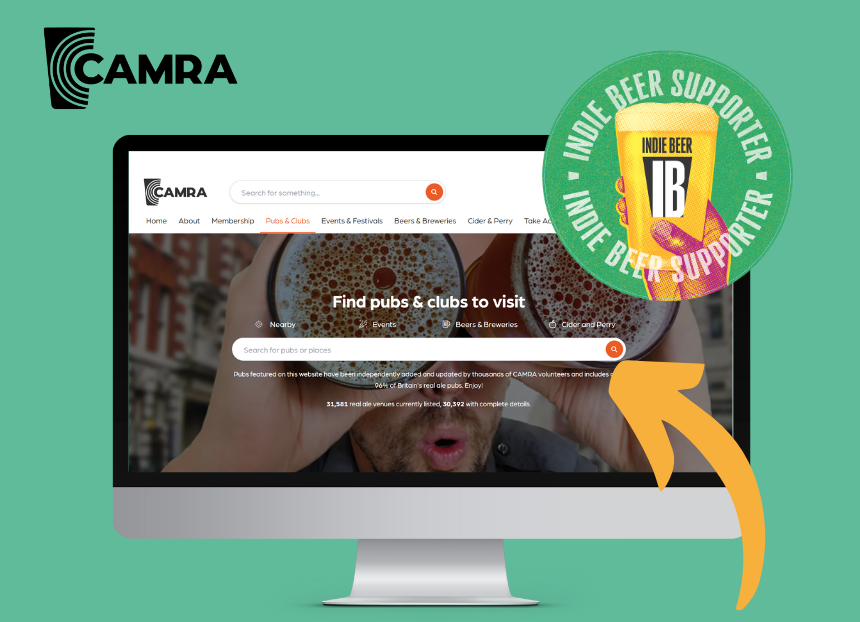 CAMRA
INDIE BEER SUPPORTER
INDIE BEER SUPPORTER
INDIE BEER
IB
CAMRA
Search for something...
Home About Membership Pubs & Clubs Events & Festivals Beers & Breweries Cider & Perry Take
Find pubs & clubs to visit
Nearby Events Beers & Breweries Cider and Perry
Search for pubs or places
Pubs featured on this website have been independently added and updated by thousands of CAMRA volunteers and includes
96% of Britain's real ale pubs. Enjoy!
31,581 real ale venues currently listed, 30,392 with complete details.